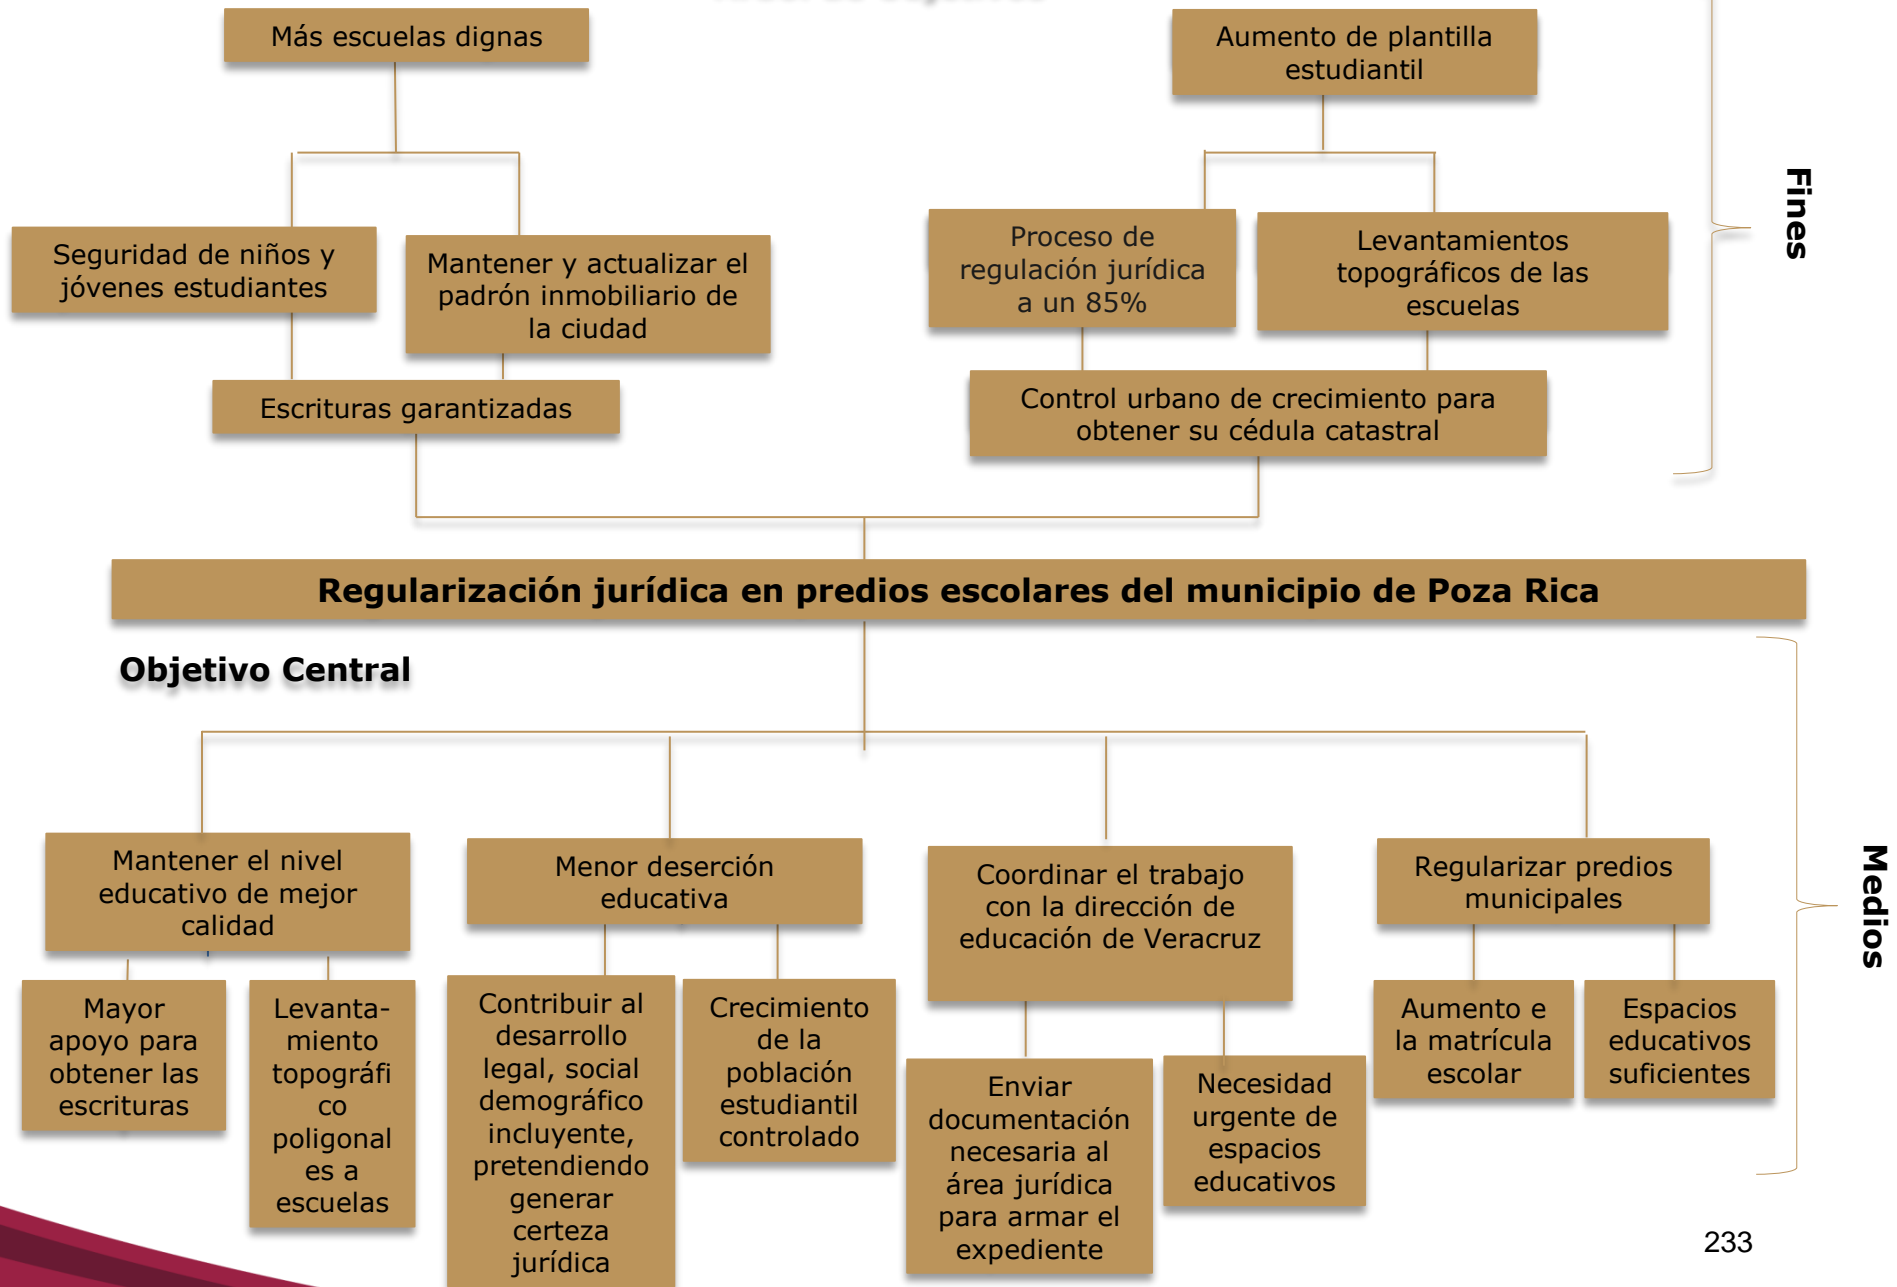 Más escuelas dignas
Aumento de plantilla
estudiantil
Fines
Seguridad de niños y
jóvenes estudiantes
Mantener y actualizar el
padrón inmobiliario de
la ciudad
Proceso de
regulación jurídica
a un 85%
Levantamientos
topográficos de las
escuelas
Escrituras garantizadas
Control urbano de crecimiento para
obtener su cédula catastral
Regularización jurídica en predios escolares del municipio de Poza Rica
Objetivo Central
Medios
Mantener el nivel
educativo de mejor
calidad
Menor deserción
educativa
Coordinar el trabajo
con la dirección de
educación de Veracruz
Regularizar predios
municipales
Mayor
apoyo para
obtener las
escrituras
Levanta-
miento
topográfi
co
poligonal
es a
escuelas
Contribuir al
desarrollo
legal, social
demográfico
incluyente,
pretendiendo
generar
certeza
jurídica
Crecimiento
de la
población
estudiantil
controlado
Enviar
documentación
necesaria al
área jurídica
para armar el
expediente
Necesidad
urgente de
espacios
educativos
Aumento e
la matrícula
escolar
Espacios
educativos
suficientes
233